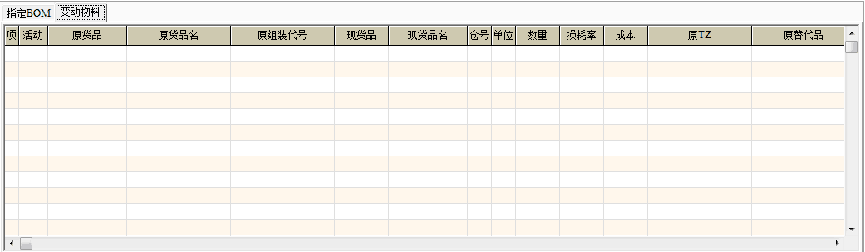 指定BOM 变动物料
项 活动 原货品 原货品名 原组装代号 现货品 现货品名 仓号 单位 数量 损耗率 成本 原TZ 原替代品